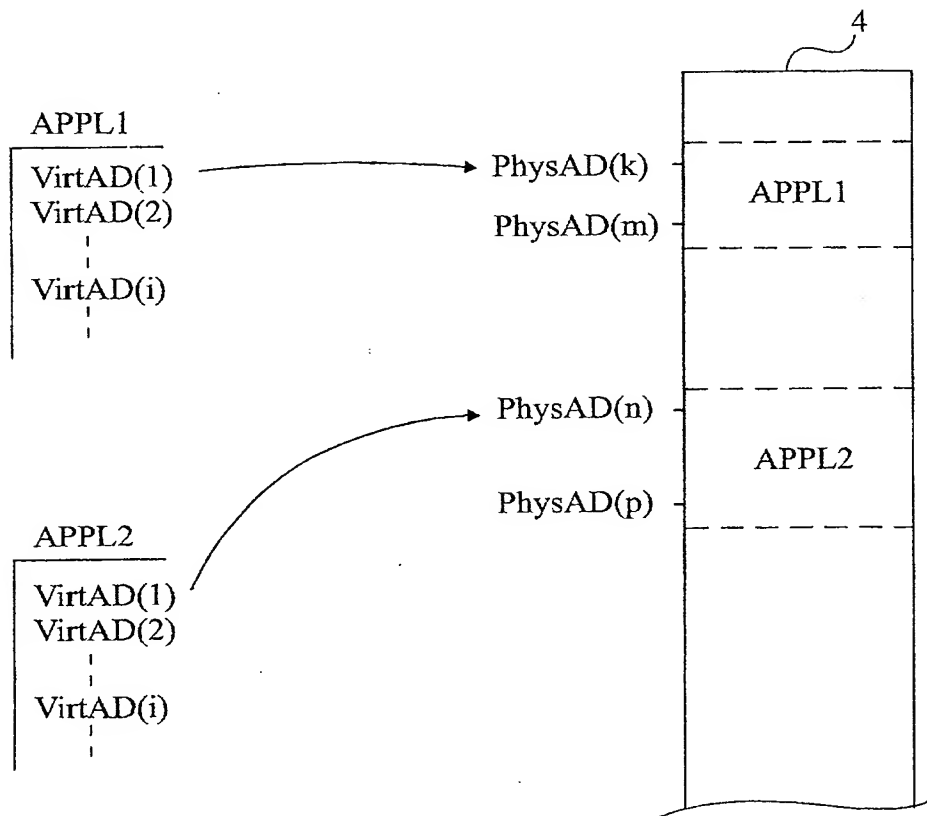 4
APPL1
VirtAD(1)
VirtAD(2)
VirtAD(i)
PhysAD(k)
PhysAD(m)
APPL1
PhysAD(n)
PhysAD(p)
APPL2
APPL2
VirtAD(1)
VirtAD(2)
VirtAD(i)